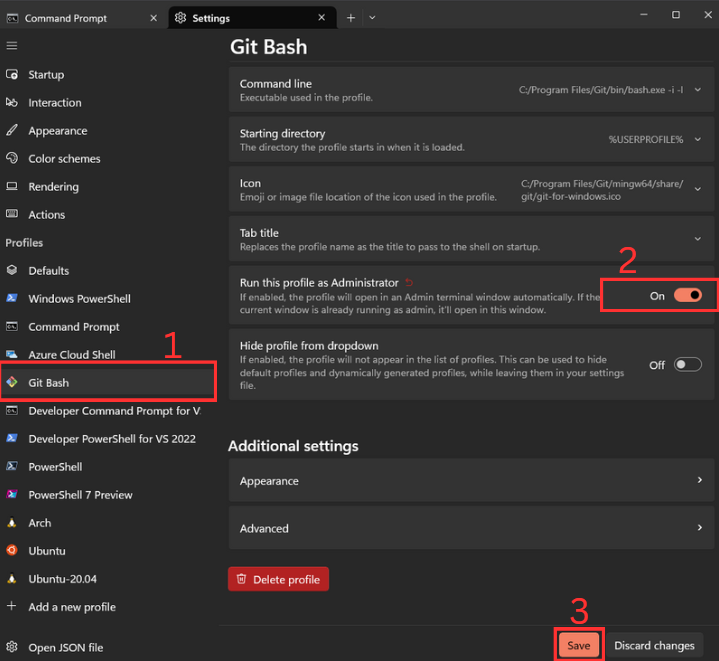 Command Prompt
Settings
Startup
Interaction
Appearance
Color schemes
Rendering
Actions
Profiles
Defaults
Windows PowerShell
Command Prompt
Azure Cloud Shell
1
Git Bash
Developer Command Prompt for V
Developer PowerShell for VS 2022
PowerShell
PowerShell 7 Preview
Arch
Ubuntu
Ubuntu-20.04
Add a new profile
Open JSON file
Git Bash
Command line
Executable used in the profile.
C:/Program Files/Git/bin/bash.exe -i -l
Starting directory
The directory the profile starts in when it is loaded.
%USERPROFILE%
Icon
Emoji or image file location of the icon used in the profile.
C:/Program Files/Git/mingw64/share/
git/git-for-windows.ico
Tab title
Replaces the profile name as the title to pass to the shell on startup.
2
Run this profile as Administrator
If enabled, the profile will open in an Admin terminal window automatically. If the
current window is already running as admin, it'll open in this window.
On
Hide profile from dropdown
If enabled, the profile will not appear in the list of profiles. This can be used to hide
default profiles and dynamically generated profiles, while leaving them in your settings
file.
Off
Additional settings
Appearance
Advanced
Delete profile
3
Save
Discard changes